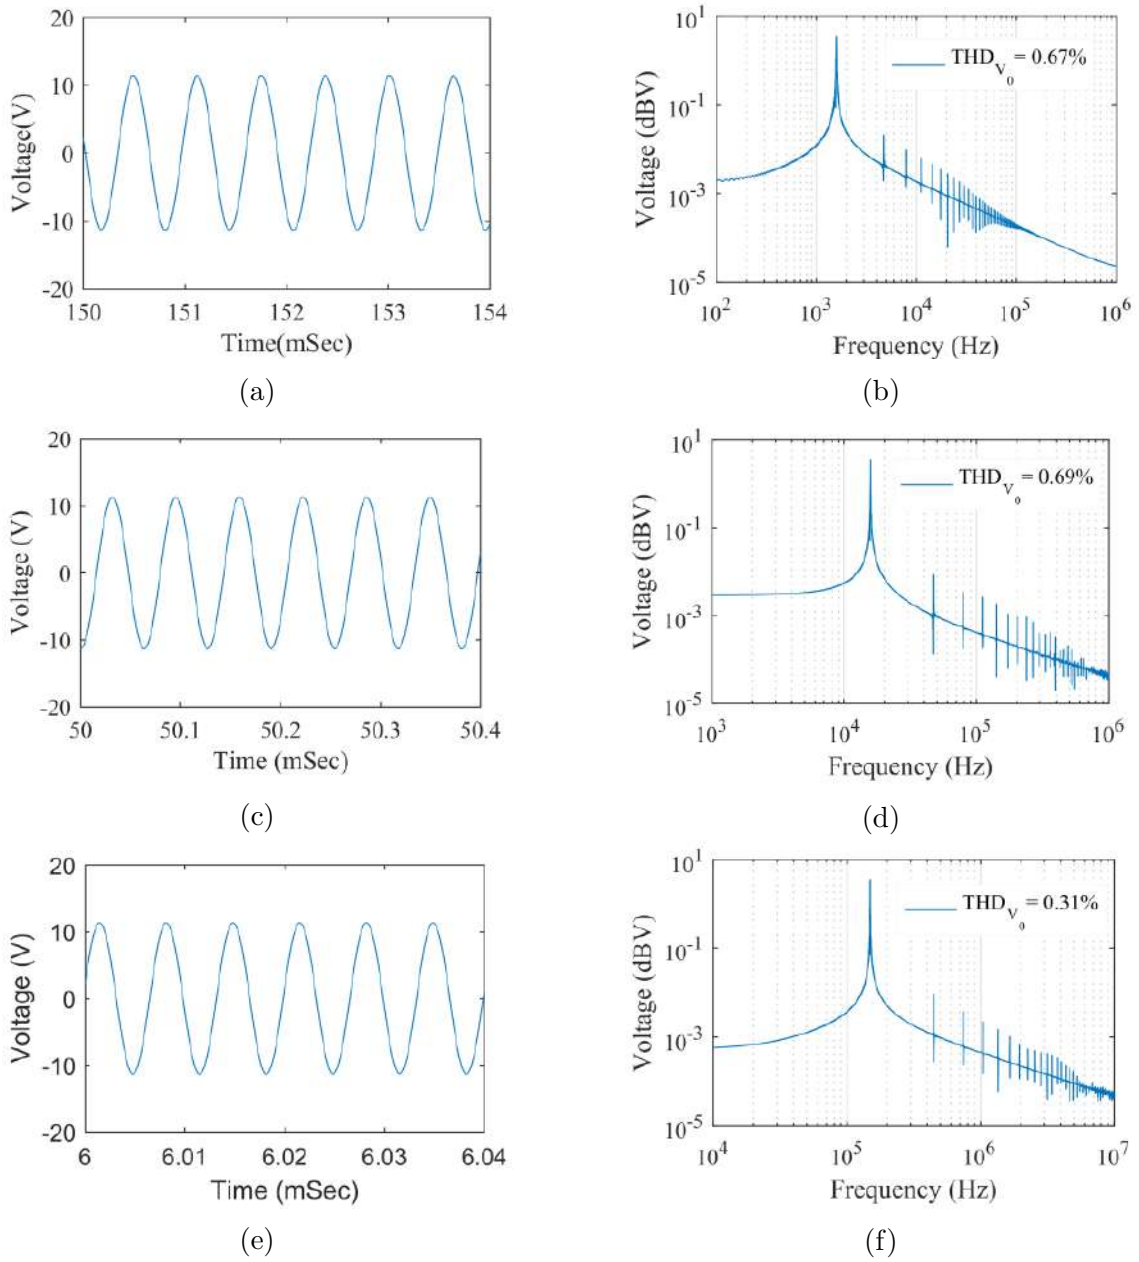 20
10
0
-10
-20
Voltage(V)
150 151 152 153 154
Time(mSec)
(a)
10^1
10^-1
10^-3
10^-5
Voltage (dBV)
THD_{V_0} = 0.67%
10^2 10^3 10^4 10^5 10^6
Frequency (Hz)
(b)
20
10
0
-10
-20
Voltage (V)
50 50.1 50.2 50.3 50.4
Time (mSec)
(c)
10^1
10^-1
10^-3
10^-5
Voltage (dBV)
THD_{V_0} = 0.69%
10^3 10^4 10^5 10^6
Frequency (Hz)
(d)
20
10
0
-10
-20
Voltage (V)
6 6.01 6.02 6.03 6.04
Time (mSec)
(e)
10^1
10^-1
10^-3
10^-5
Voltage (dBV)
THD_{V_0} = 0.31%
10^4 10^5 10^6 10^7
Frequency (Hz)
(f)